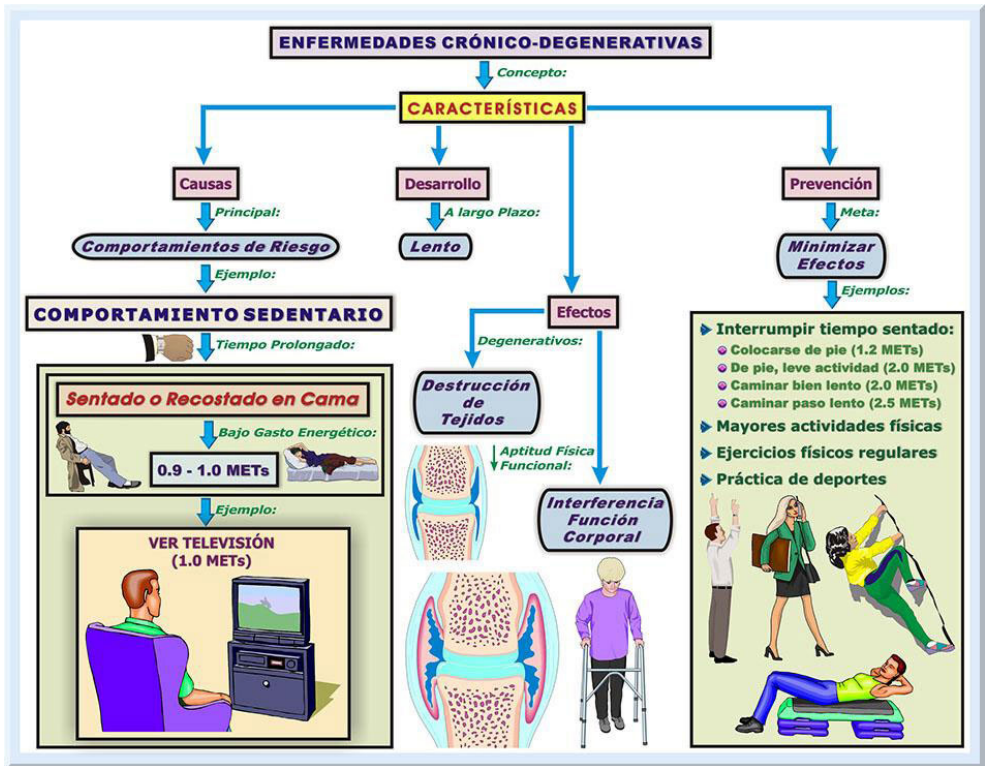 ENFERMEDADES CRÓNICO-DEGENERATIVAS
Concepto:
CARACTERÍSTICAS
Causas
Principal:
Comportamientos de Riesgo
Ejemplo:
COMPORTAMIENTO SEDENTARIO
Tiempo Prolongado:
Sentado o Recostado en Cama
Bajo Gasto Energético:
0.9 - 1.0 METs
Ejemplo:
VER TELEVISIÓN
(1.0 METs)
Desarrollo
A largo Plazo:
Lento
Efectos
Degenerativos:
Destrucción
de
Tejidos
Aptitud Física
Funcional:
Interferencia
Función
Corporal
Prevención
Meta:
Minimizar
Efectos
Ejemplos:
Interrumpir tiempo sentado:
Colocarse de pie (1.2 METs)
De pie, leve actividad (2.0 METs)
Caminar bien lento (2.0 METs)
Caminar paso lento (2.5 METs)
Mayores actividades físicas
Ejercicios físicos regulares
Práctica de deportes